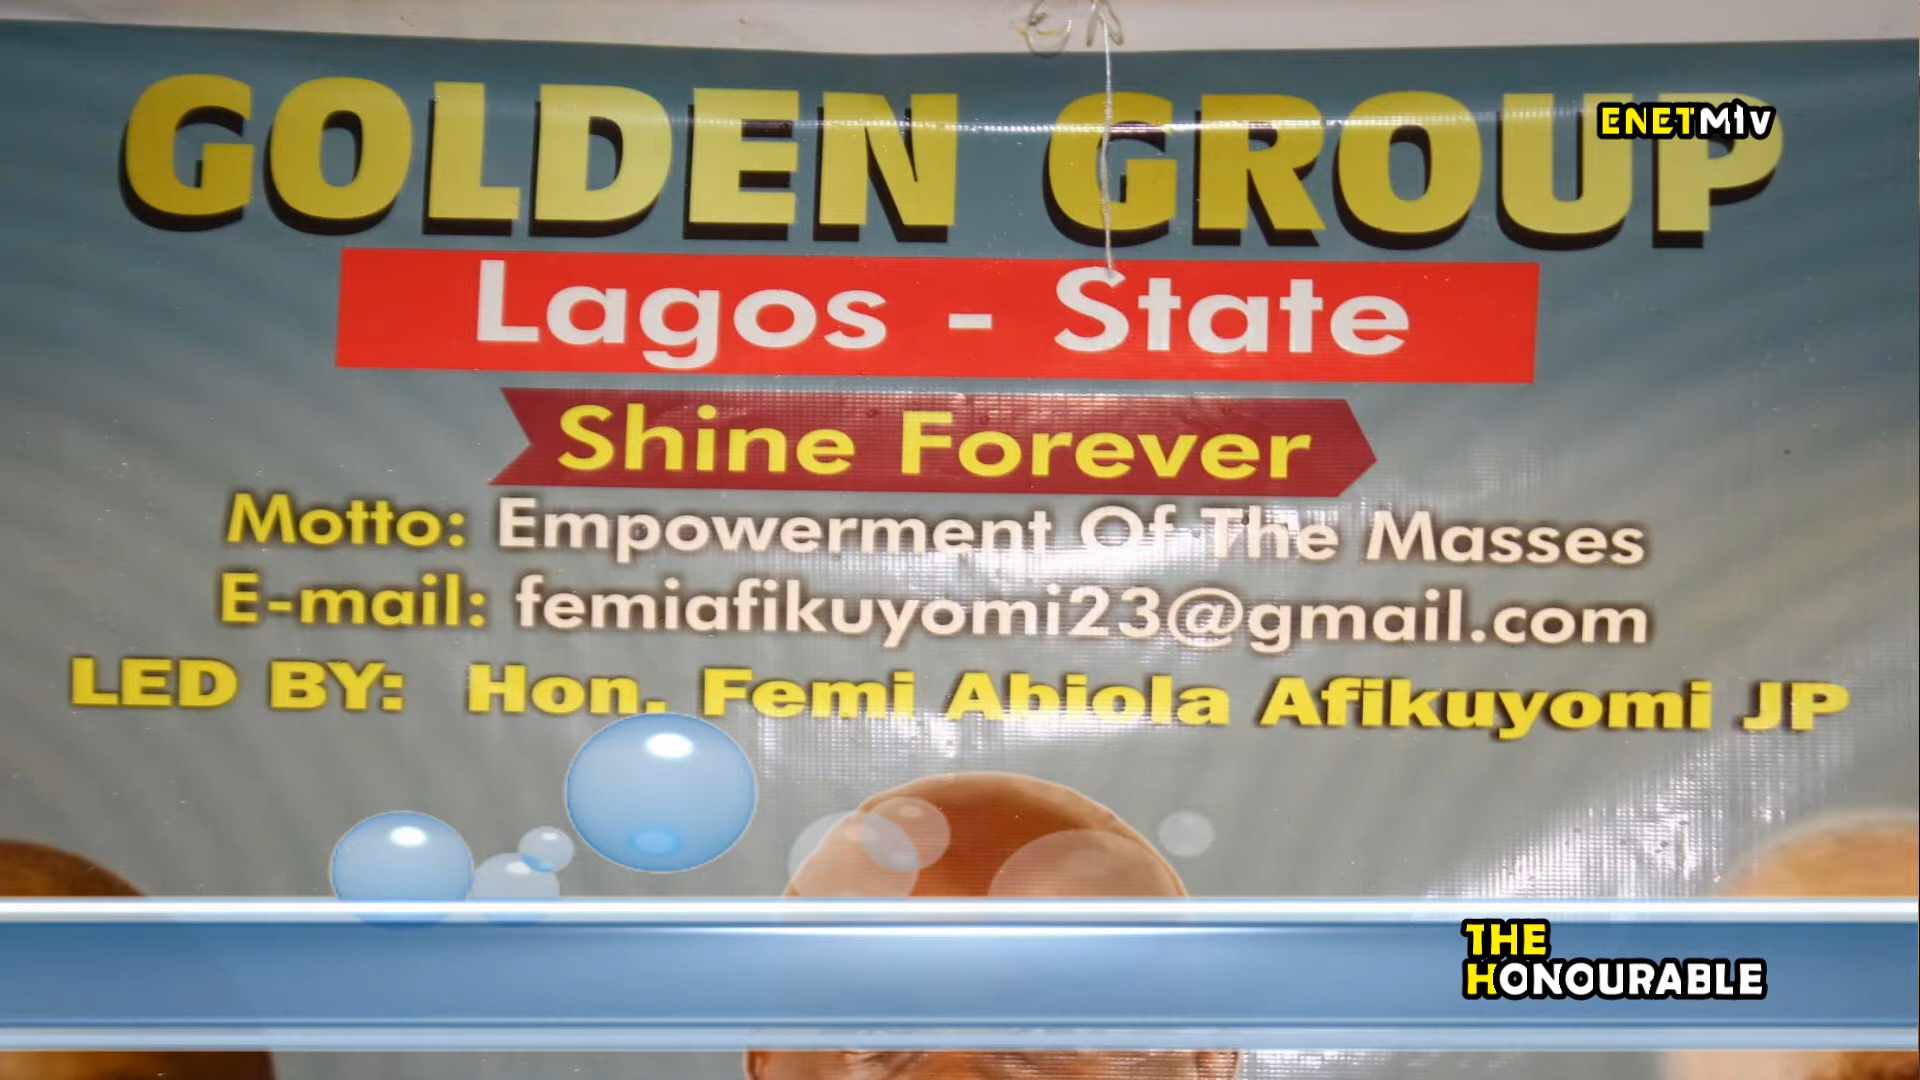 GOLDEN GROUP
ENETM1V
Lagos - State
Shine Forever
Motto: Empowerment Of The Masses
E-mail: femiafikuyomi23@gmail.com
LED BY: Hon. Femi Abiola Afikuyomi JP
THE
HONOURABLE